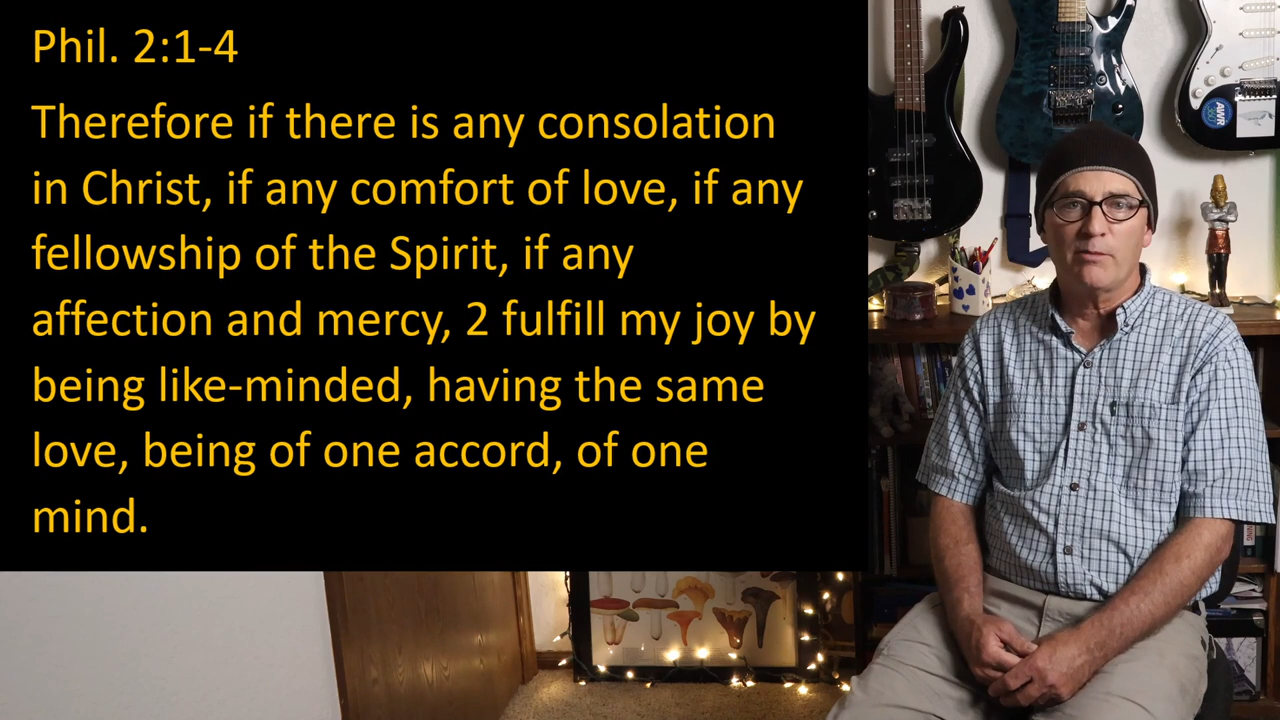 Phil. 2:1-4
Therefore if there is any consolation
in Christ, if any comfort of love, if any
fellowship of the Spirit, if any
affection and mercy, 2 fulfill my joy by
being like-minded, having the same
love, being of one accord, of one
mind.
AWR